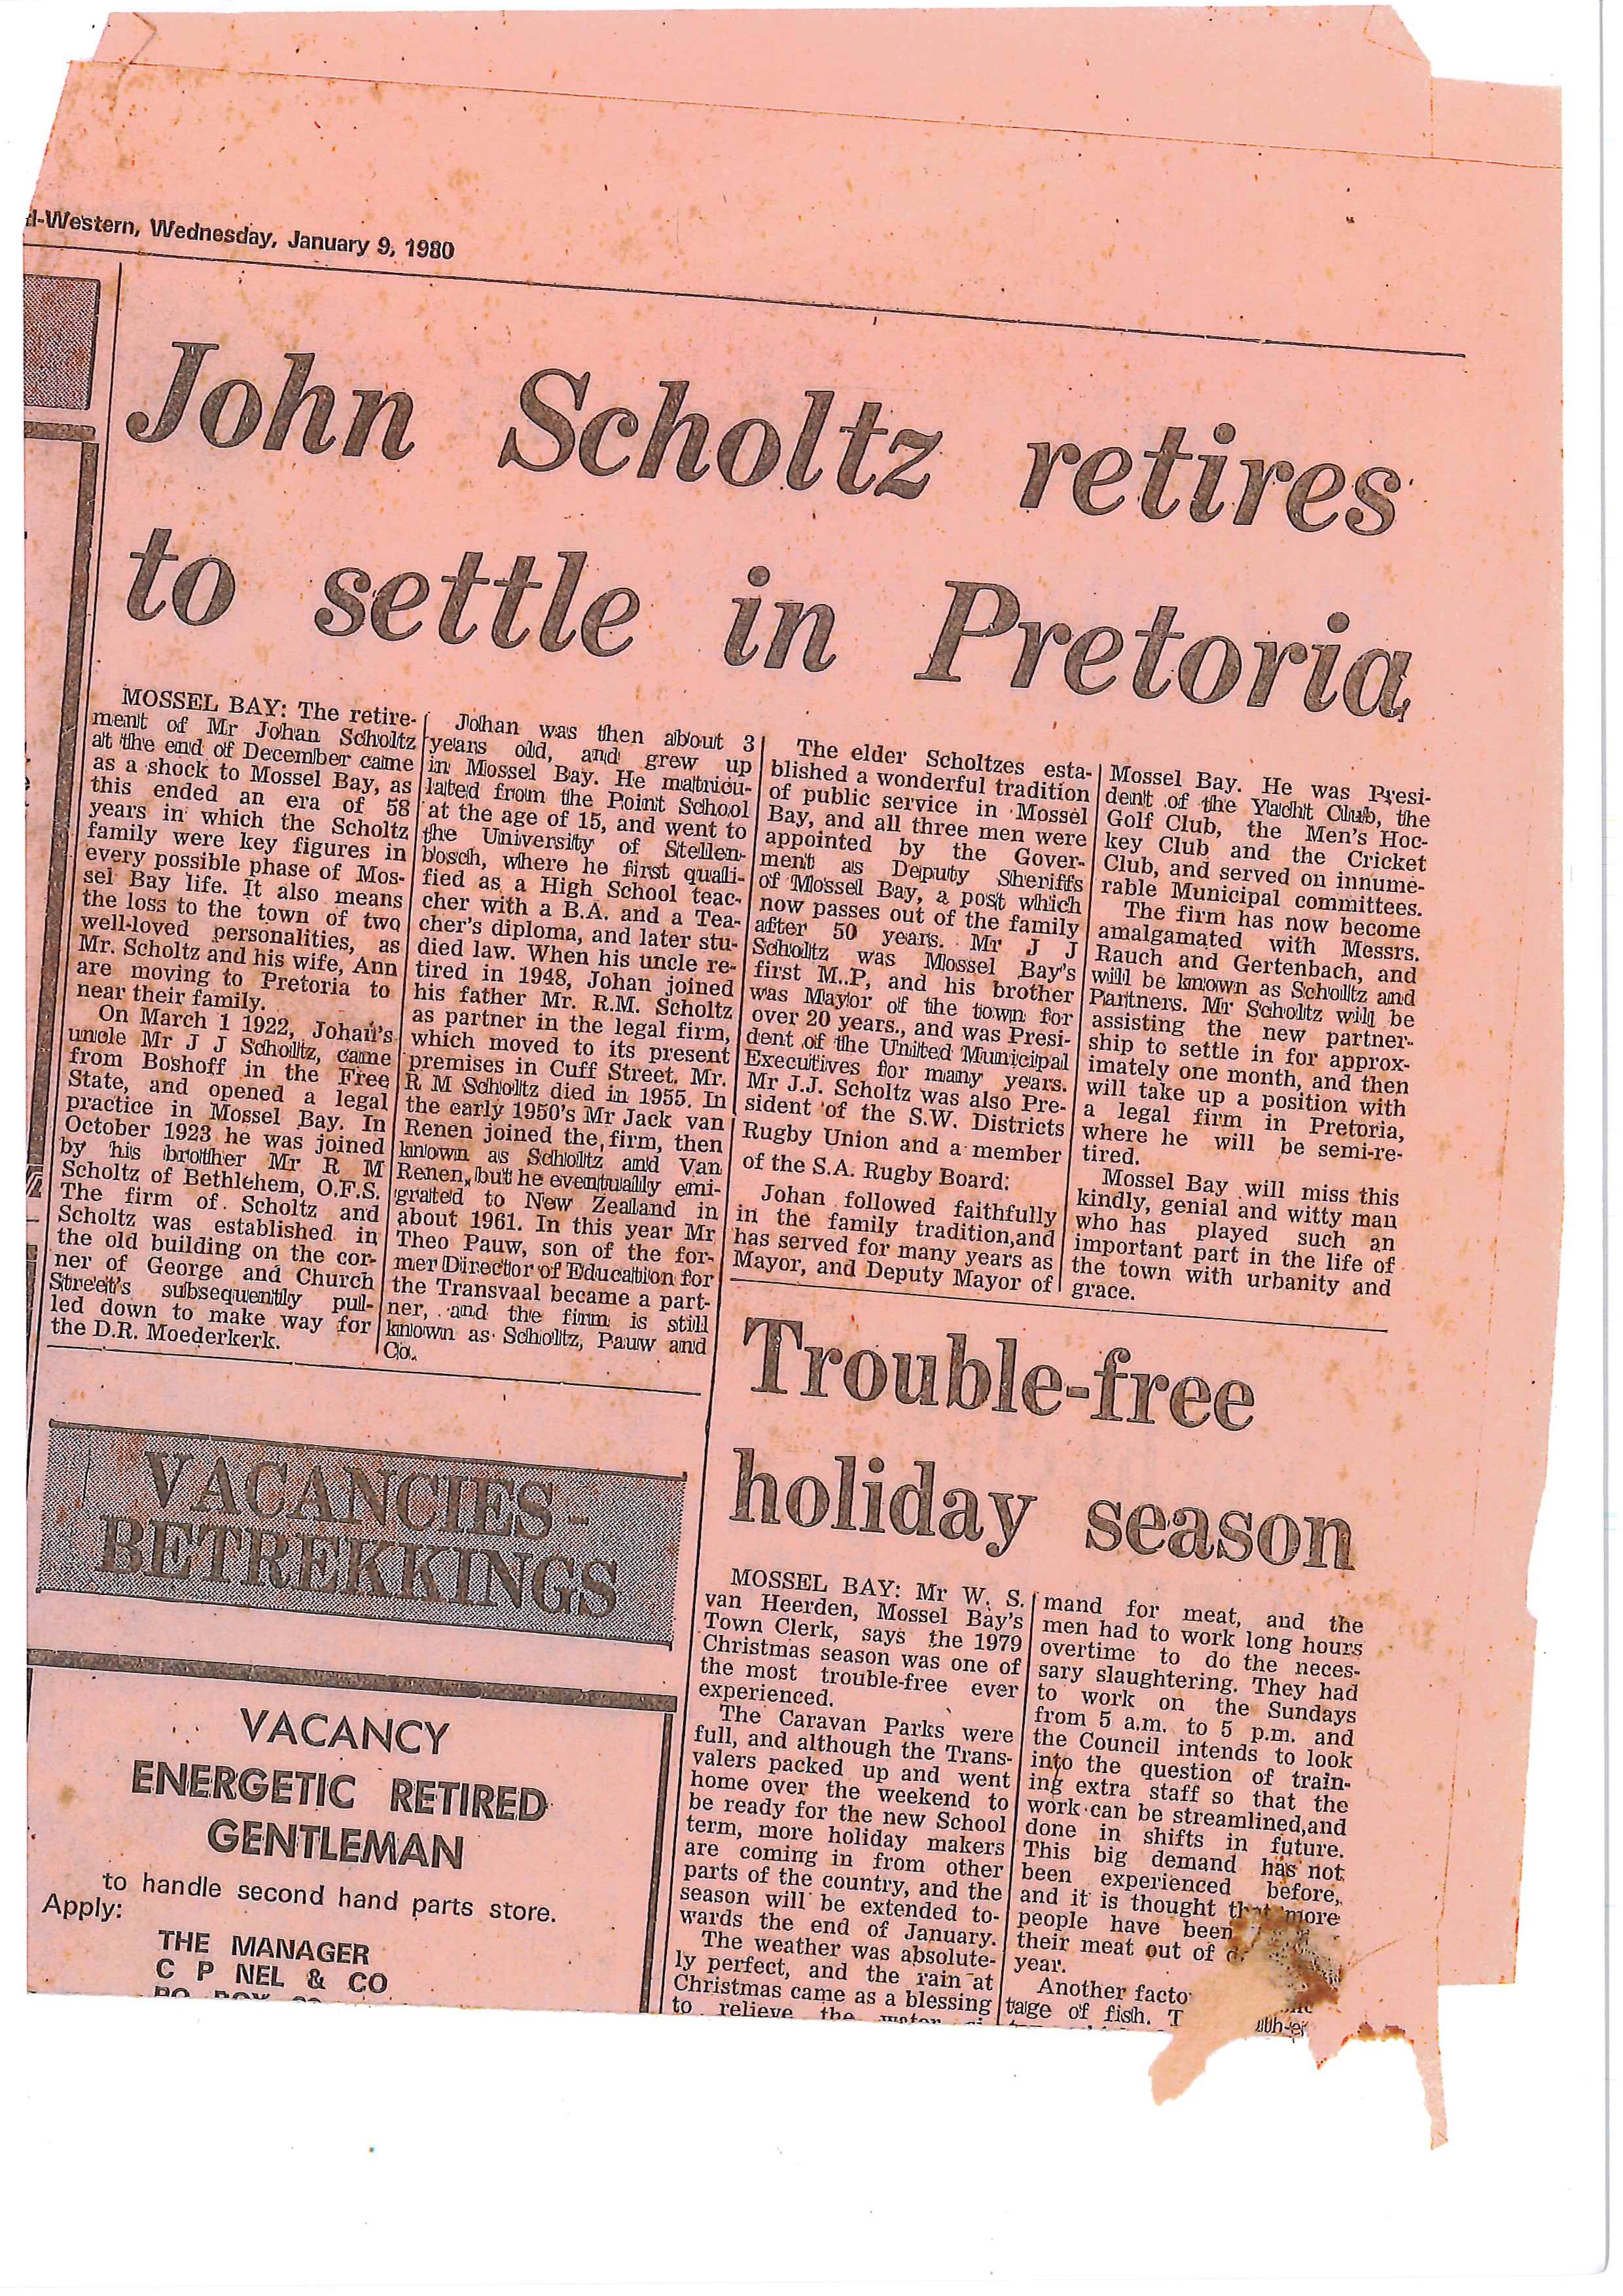 d-Western, Wednesday, January 9, 1980
John Scholtz retires
to settle in Pretoria
MOSSEL BAY: The retire-
ment of Mr Johan Scholtz
at the end of December came
as a shock to Mossel Bay, as
this ended an era of 58
years in which the Scholtz
family were key figures in
every possible phase of Mos-
sel Bay life. It also means
the loss to the town of two
well-loved personalities, as
Mr. Scholtz and his wife, Ann
are moving to Pretoria to
near their family.
On March 1 1922, Johan's
uncle Mr J J Scholtz, came
from Boshoff in the Free
State, and opened a legal
practice in Mossel Bay. In
October 1923 he was joined
by his brother Mr R M
Scholtz of Bethlehem, O.F.S.
The firm of Scholtz and
Scholtz was established in
the old building on the cor-
ner of George and Church
Streets subsequently pul-
led down to make way for
the D.R. Moederkerk.
Johan was then about 3
years old, and grew up
in Mossel Bay. He matricu-
lated from the Point School
at the age of 15, and went to
the University of Stellen-
bosch, where he first quali-
fied as a High School teac-
cher with a B.A. and a Tea-
cher's diploma, and later stu-
died law. When his uncle re-
tired in 1948, Johan joined
his father Mr. R.M. Scholtz
as partner in the legal firm,
which moved to its present
premises in Cuff Street. Mr.
R M Scholtz died in 1955. In
the early 1950's Mr Jack van
Renen joined the firm, then
known as Scholtz and Van
Renen, but he eventually emi-
grated to New Zealand in
about 1961. In this year Mr
Theo Pauw, son of the for-
mer Director of Education for
the Transvaal became a part-
ner, and the firm is still
known as Scholtz, Pauw and
Co.
The elder Scholtzes esta-
blished a wonderful tradition
of public service in Mossel
Bay, and all three men were
appointed by the Gover-
ment as Deputy Sheriffs
of Mossel Bay, a post which
now passes out of the family
after 50 years. Mr J J
Scholtz was Mossel Bay's
first M..P, and his brother
was Mayor of the town for
over 20 years., and was Presi-
dent of the United Municipal
Executives for many years.
Mr J.J. Scholtz was also Pre-
sident of the S.W. Districts
Rugby Union and a member
of the S.A. Rugby Board:
Johan followed faithfully
in the family tradition,and
has served for many years as
Mayor, and Deputy Mayor of
Mossel Bay. He was Presi-
dent of the Yacht Club, the
Golf Club, the Men's Hoc-
key Club and the Cricket
Club, and served on innume-
rable Municipal committees.
The firm has now become
amalgamated with Messrs.
Rauch and Gertenbach, and
will be known as Scholtz and
Partners. Mr Scholtz will be
assisting the new partner-
ship to settle in for approx-
imately one month, and then
will take up a position with
a legal firm in Pretoria,
where he will be semi-re-
tired.
Mossel Bay will miss this
kindly, genial and witty man
who has played such an
important part in the life of
the town with urbanity and
grace.
VACANCIES -
BETREKKINGS
VACANCY
ENERGETIC RETIRED
GENTLEMAN
to handle second hand parts store.
Apply:
THE MANAGER
C P NEL & CO
PO BOX
Trouble-free
holiday season
MOSSEL BAY: Mr W. S.
van Heerden, Mossel Bay's
Town Clerk, says the 1979
Christmas season was one of
the most trouble-free ever
experienced.
The Caravan Parks were
full, and although the Trans-
valers packed up and went
home over the weekend to
be ready for the new School
term, more holiday makers
are coming in from other
parts of the country, and the
season will be extended to-
wards the end of January.
The weather was absolute-
ly perfect, and the rain at
Christmas came as a blessing
to relieve the water
mand for meat, and the
men had to work long hours
overtime to do the neces-
sary slaughtering. They had
to work on the Sundays
from 5 a.m. to 5 p.m. and
the Council intends to look
into the question of train-
ing extra staff so that the
work can be streamlined,and
done in shifts in future.
This big demand has not
been experienced before,
and it is thought that more
people have been
their meat out of
year.
Another facto
tage of fish. T